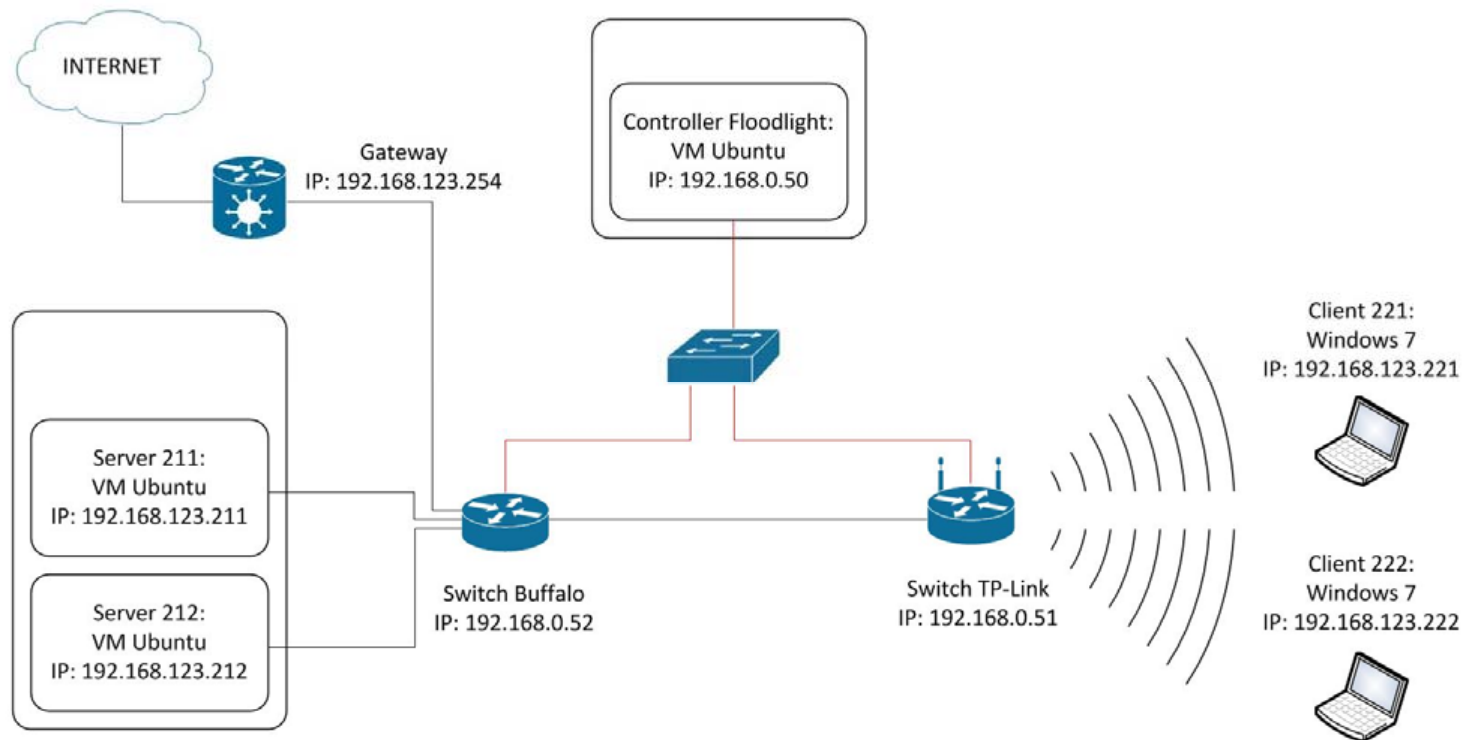 INTERNET
Gateway
IP: 192.168.123.254
Controller Floodlight:
VM Ubuntu
IP: 192.168.0.50
Server 211:
VM Ubuntu
IP: 192.168.123.211
Server 212:
VM Ubuntu
IP: 192.168.123.212
Switch Buffalo
IP: 192.168.0.52
Switch TP-Link
IP: 192.168.0.51
Client 221:
Windows 7
IP: 192.168.123.221
Client 222:
Windows 7
IP: 192.168.123.222